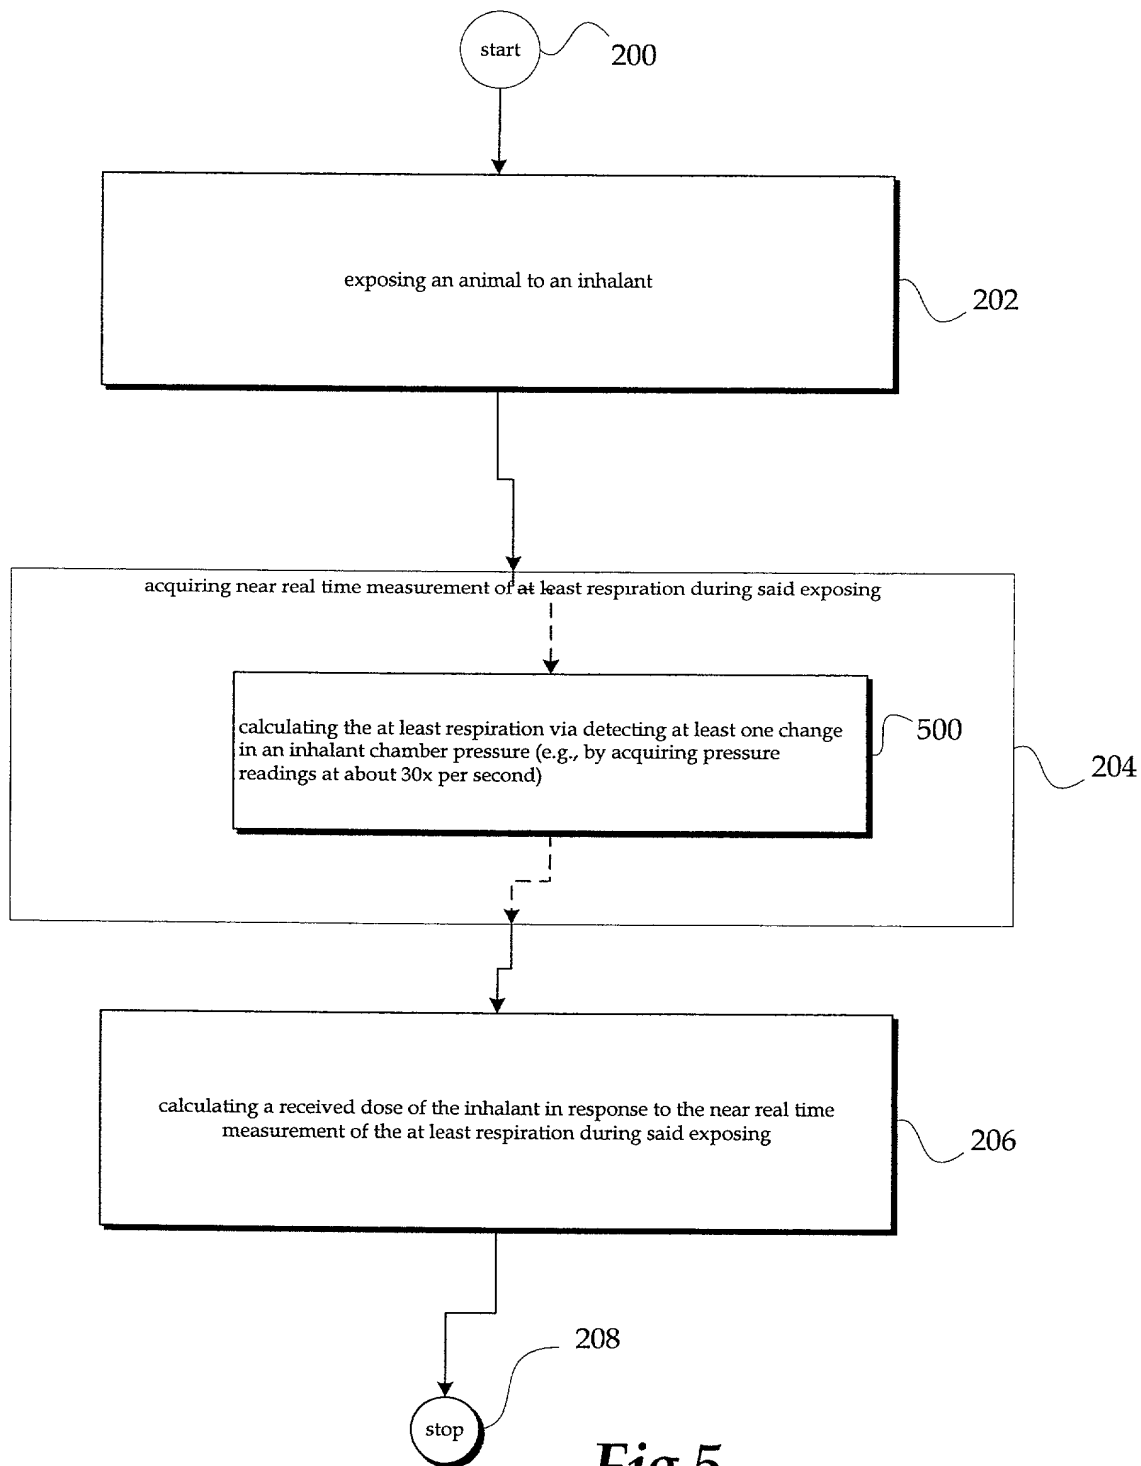 start
200
exposing an animal to an inhalant
202
acquiring near real time measurement of at least respiration during said exposing
calculating the at least respiration via detecting at least one change
in an inhalant chamber pressure (e.g., by acquiring pressure
readings at about 30x per second)
500
204
calculating a received dose of the inhalant in response to the near real time
measurement of the at least respiration during said exposing
206
208
stop
Fig 5